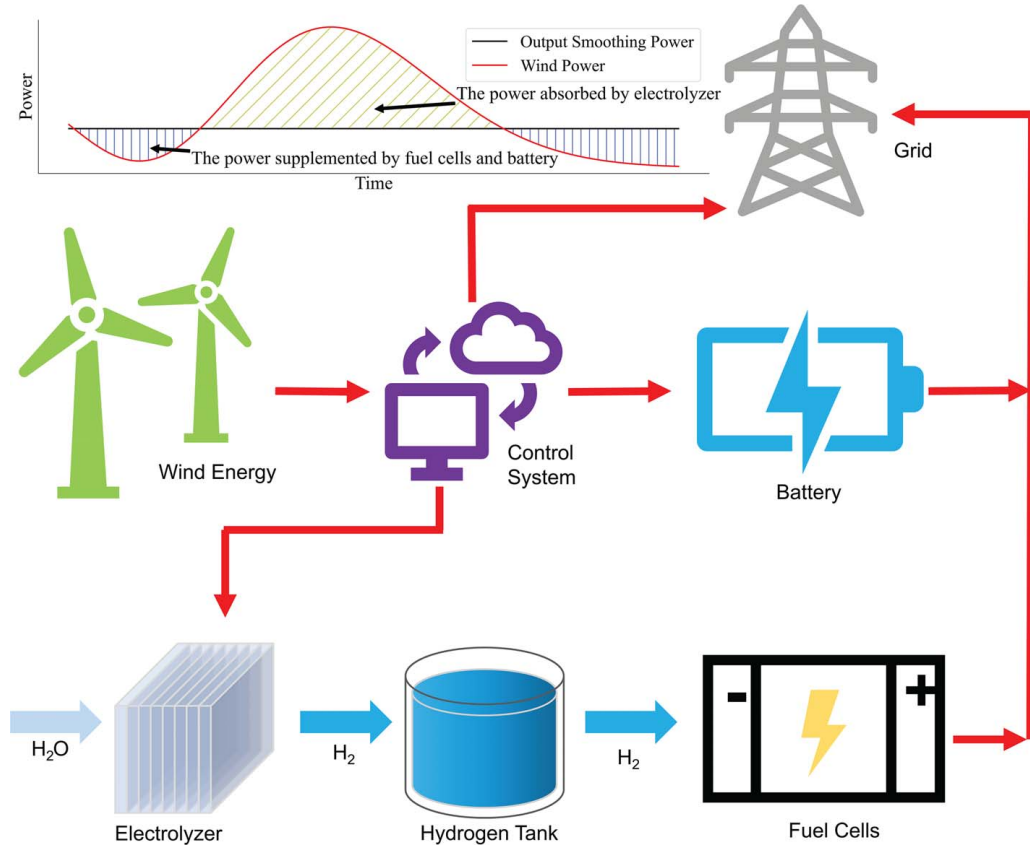 Power
Output Smoothing Power
Wind Power
The power absorbed by electrolyzer
The power supplemented by fuel cells and battery
Time
Grid
Wind Energy
Control
System
Battery
H₂O
H₂
H₂
- +
Electrolyzer
Hydrogen Tank
Fuel Cells